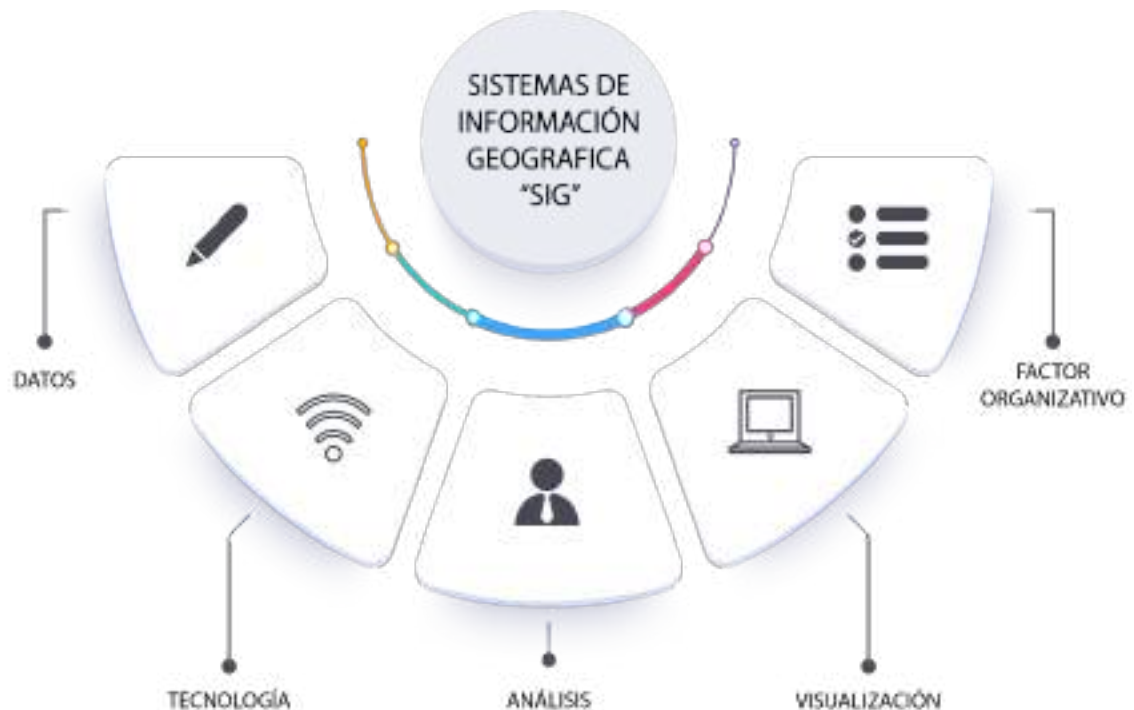 SISTEMAS DE
INFORMACIÓN
GEOGRAFICA
"SIG"
DATOS
TECNOLOGÍA
ANÁLISIS
VISUALIZACIÓN
FACTOR
ORGANIZATIVO